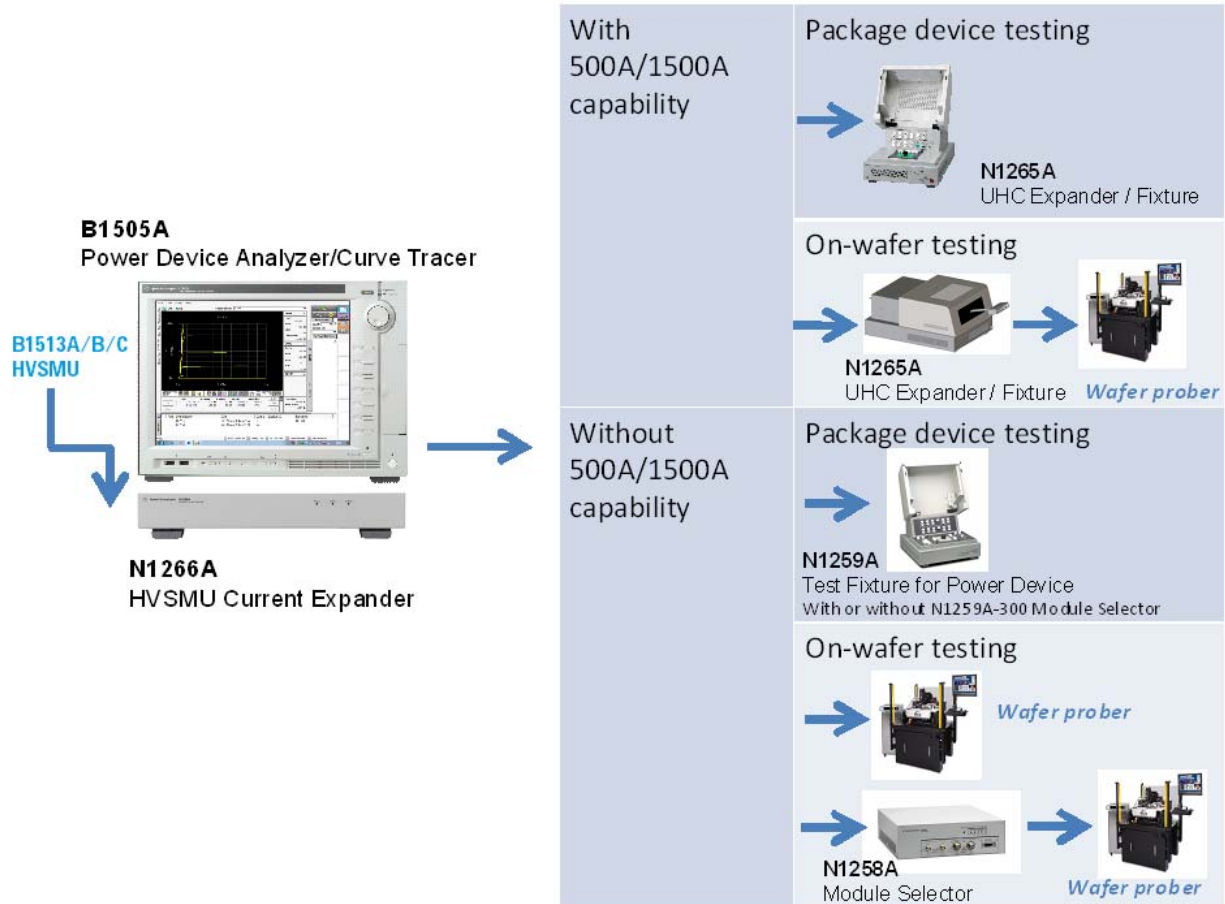 B1505A
Power Device Analyzer/Curve Tracer
B1513A/B/C
HVSMU
N1266A
HVSMU Current Expander
With
500A/1500A
capability
Package device testing
N1265A
UHC Expander / Fixture
On-wafer testing
N1265A
UHC Expander / Fixture
Wafer prober
Without
500A/1500A
capability
Package device testing
N1259A
Test Fixture for Power Device
With or without N1259A-300 Module Selector
On-wafer testing
Wafer prober
N1258A
Module Selector
Wafer prober